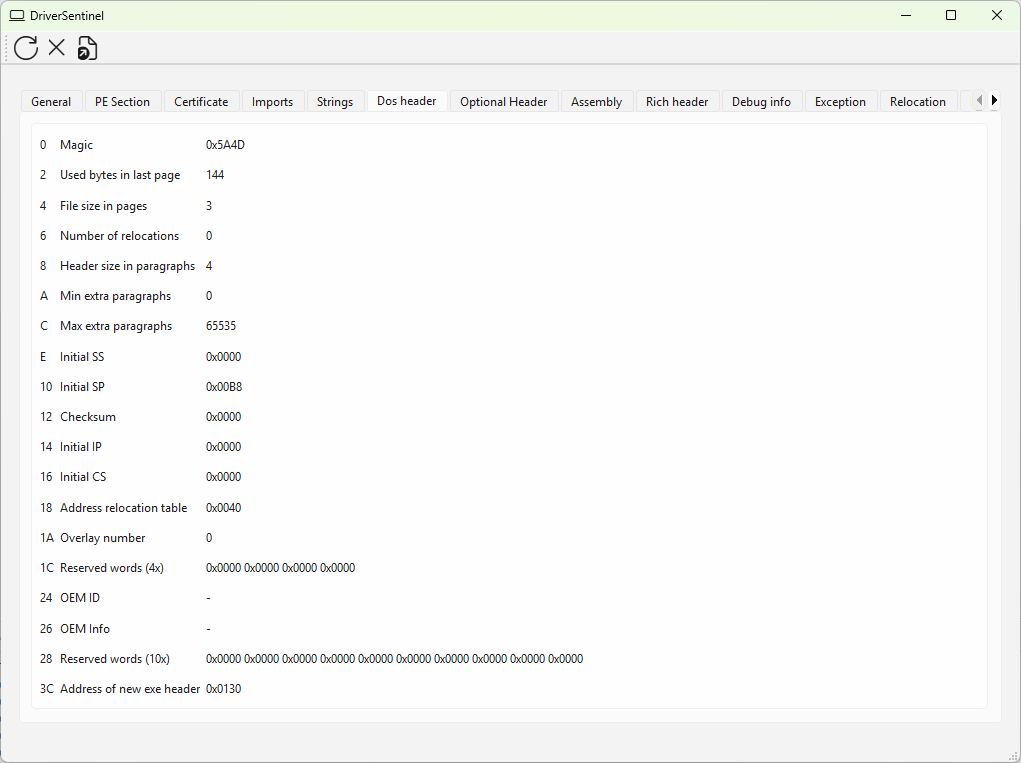 DriverSentinel
General PE Section Certificate Imports Strings Dos header Optional Header Assembly Rich header Debug info Exception Relocation
0 Magic 0x5A4D
2 Used bytes in last page 144
4 File size in pages 3
6 Number of relocations 0
8 Header size in paragraphs 4
A Min extra paragraphs 0
C Max extra paragraphs 65535
E Initial SS 0x0000
10 Initial SP 0x00B8
12 Checksum 0x0000
14 Initial IP 0x0000
16 Initial CS 0x0000
18 Address relocation table 0x0040
1A Overlay number 0
1C Reserved words (4x) 0x0000 0x0000 0x0000 0x0000
24 OEM ID -
26 OEM Info -
28 Reserved words (10x) 0x0000 0x0000 0x0000 0x0000 0x0000 0x0000 0x0000 0x0000 0x0000 0x0000
3C Address of new exe header 0x0130